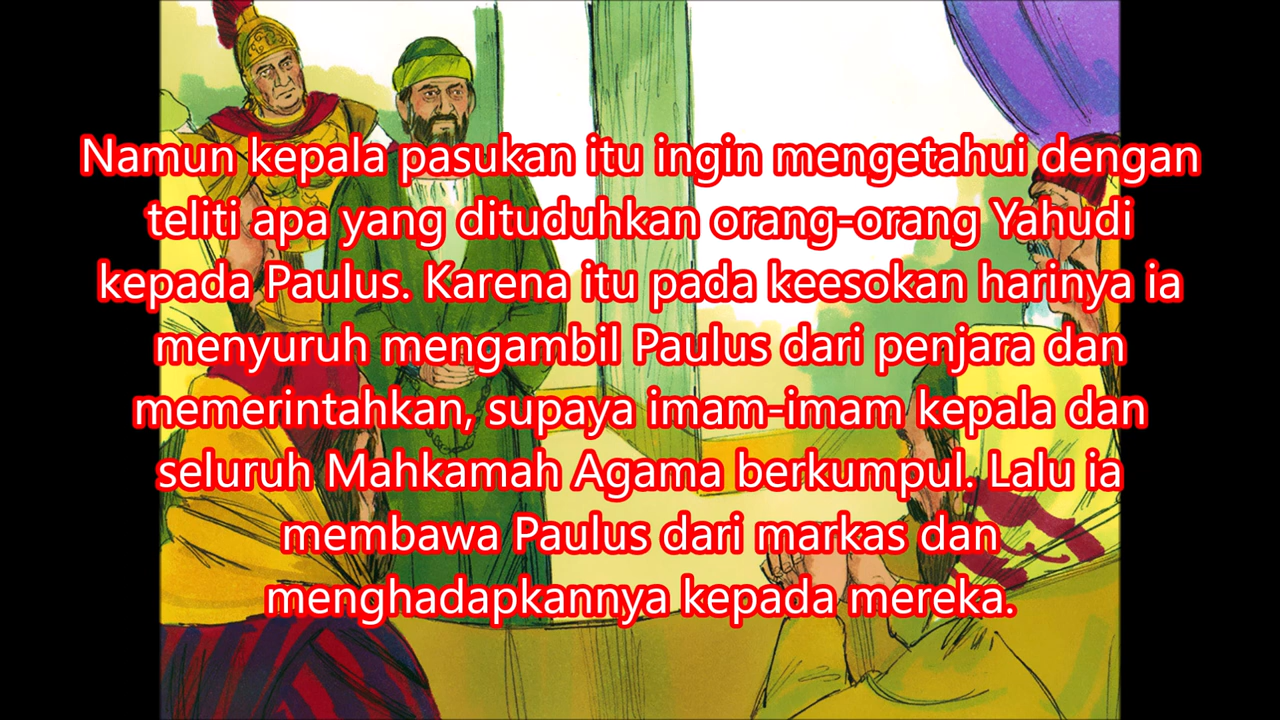 Namun kepala pasukan itu ingin mengetahui dengan
teliti apa yang dituduhkan orang-orang Yahudi
kepada Paulus. Karena itu pada keesokan harinya ia
menyuruh mengambil Paulus dari penjara dan
memerintahkan, supaya imam-imam kepala dan
seluruh Mahkamah Agama berkumpul. Lalu ia
membawa Paulus dari markas dan
menghadapkannya kepada mereka.